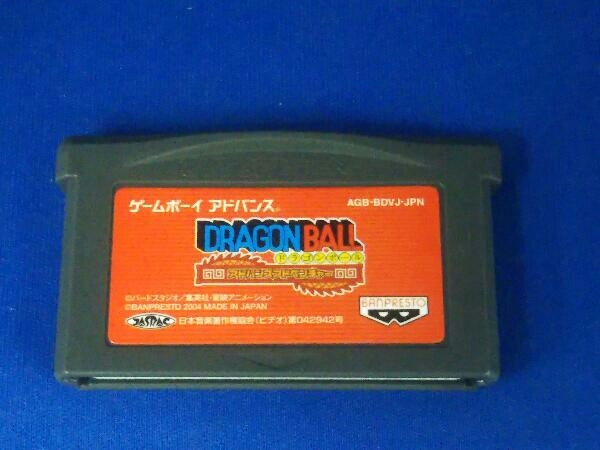 ゲームボーイ アドバンス®
AGB-BDVJ-JPN
DRAGON BALL
ドラゴンボール
アドバンスアドベンチャー
©バードスタジオ/集英社・東映アニメーション
©BANPRESTO 2004 MADE IN JAPAN
BANPRESTO
JASRAC
日本音楽著作権協会(ビデオ)第042942号